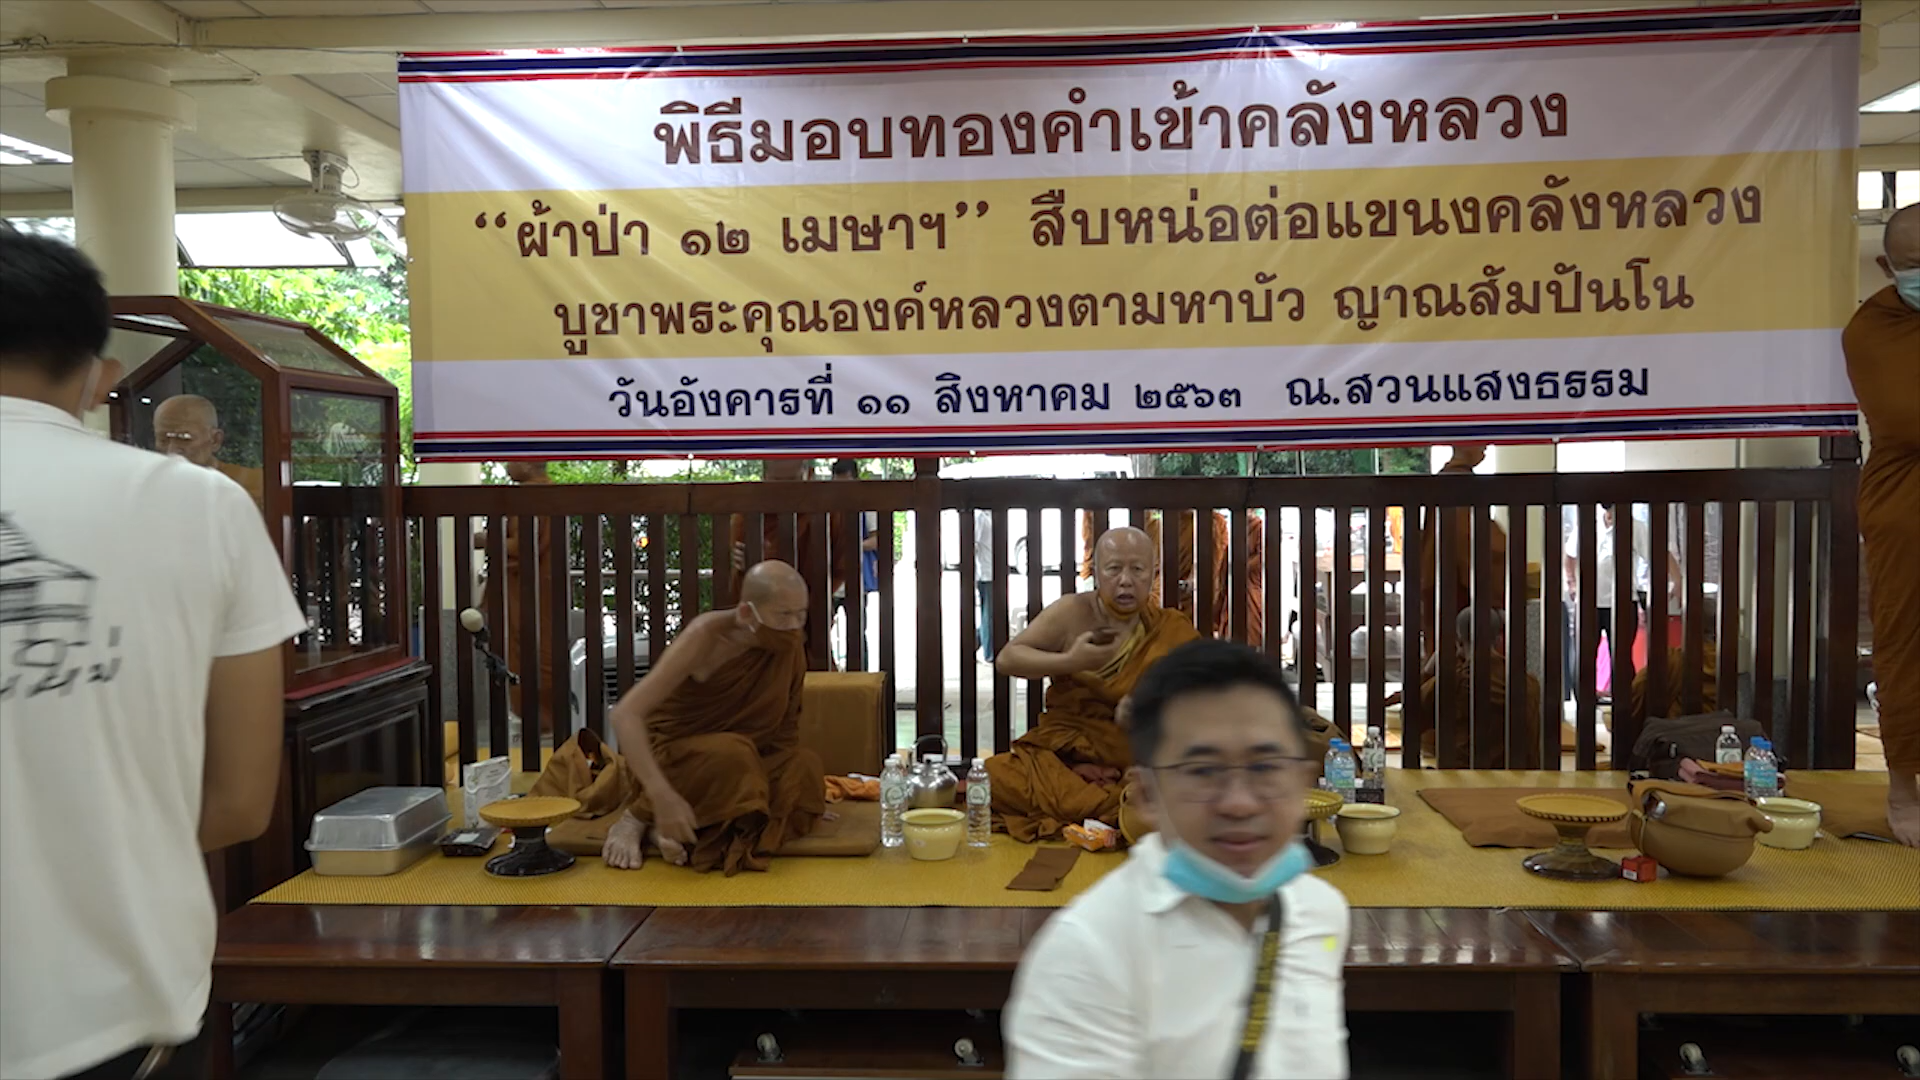 พิธีมอบทองคำเข้าคลังหลวง
“ผ้าป่า ๑๒ เมษาฯ” สืบหน่อต่อแขนงคลังหลวง
บูชาพระคุณองค์หลวงตามหาบัว ญาณสัมปันโน
วันอังคารที่ ๑๑ สิงหาคม ๒๕๖๓ ณ.สวนแสงธรรม